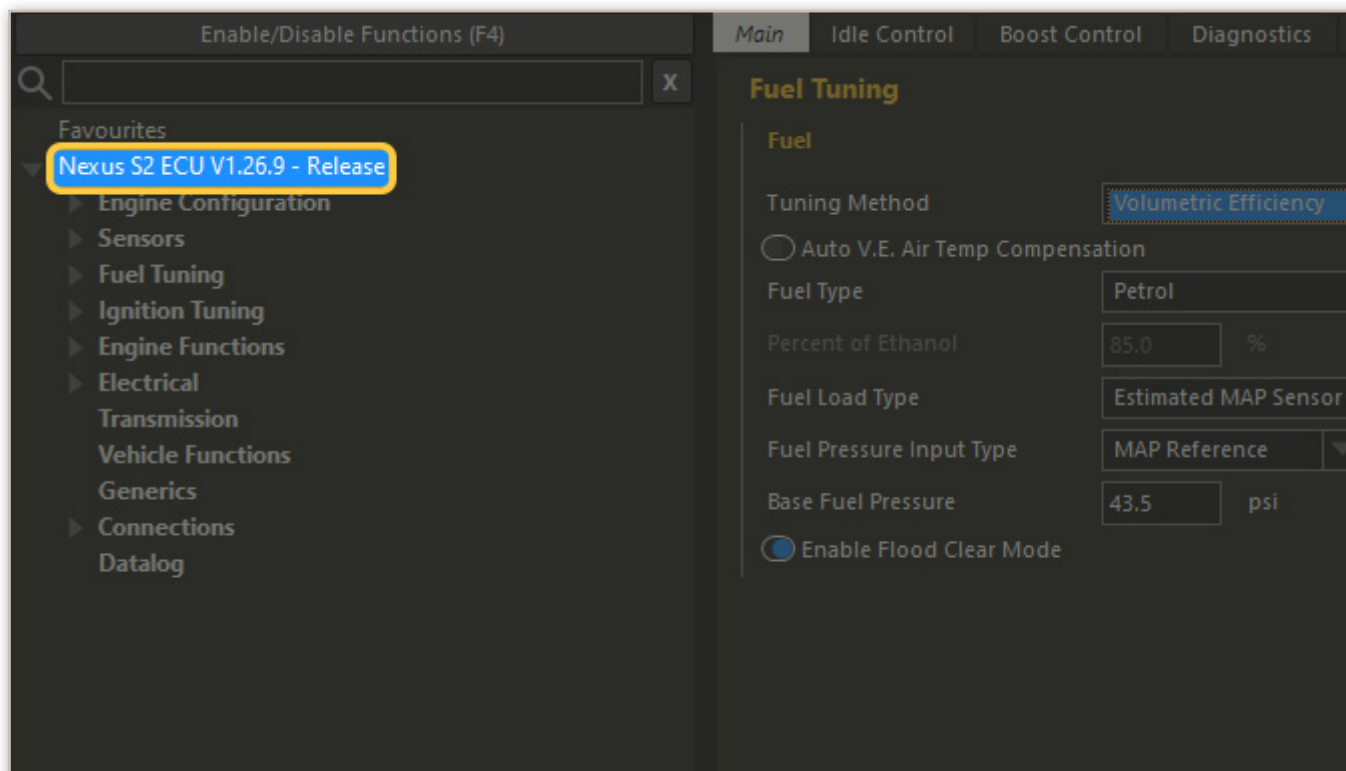 Enable/Disable Functions (F4)
X
Favourites
Nexus S2 ECU V1.26.9 - Release
Engine Configuration
Sensors
Fuel Tuning
Ignition Tuning
Engine Functions
Electrical
Transmission
Vehicle Functions
Generics
Connections
Datalog
Main Idle Control Boost Control Diagnostics
Fuel Tuning
Fuel
Tuning Method Volumetric Efficiency
Auto V.E. Air Temp Compensation
Fuel Type Petrol
Percent of Ethanol 85.0 %
Fuel Load Type Estimated MAP Sensor
Fuel Pressure Input Type MAP Reference
Base Fuel Pressure 43.5 psi
Enable Flood Clear Mode